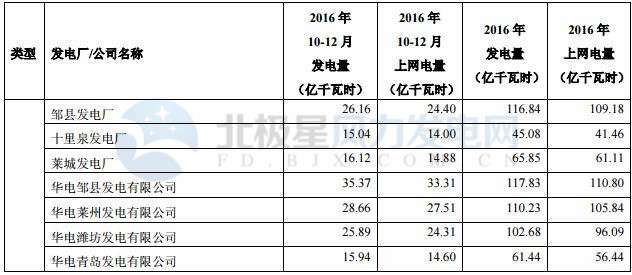 类型 发电厂/公司名称 2016 年 10-12 月 发电量 （亿千瓦时） 2016 年 10-12 月 上网电量 （亿千瓦时） 2016 年 发电量 （亿千瓦时） 2016 年 上网电量 （亿千瓦时）
邹县发电厂 26.16 24.40 116.84 109.18
十里泉发电厂 15.04 14.00 45.08 41.46
莱城发电厂 16.12 14.88 65.85 61.11
华电邹县发电有限公司 35.37 33.31 117.83 110.80
华电莱州发电有限公司 28.66 27.51 110.23 105.84
华电潍坊发电有限公司 25.89 24.31 102.68 96.09
华电青岛发电有限公司 15.94 14.60 61.44 56.44
北极星风力发电网
FD.BJX.COM.CN